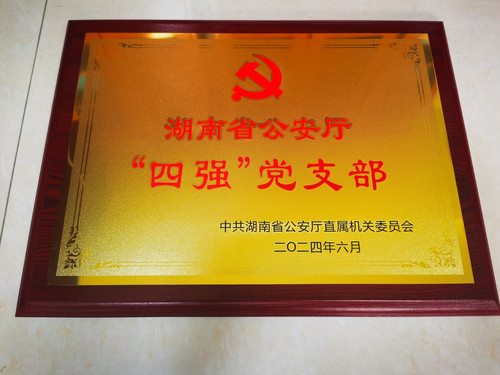 湖南省公安厅
“四强”党支部
中共湖南省公安厅直属机关委员会
二〇二四年六月